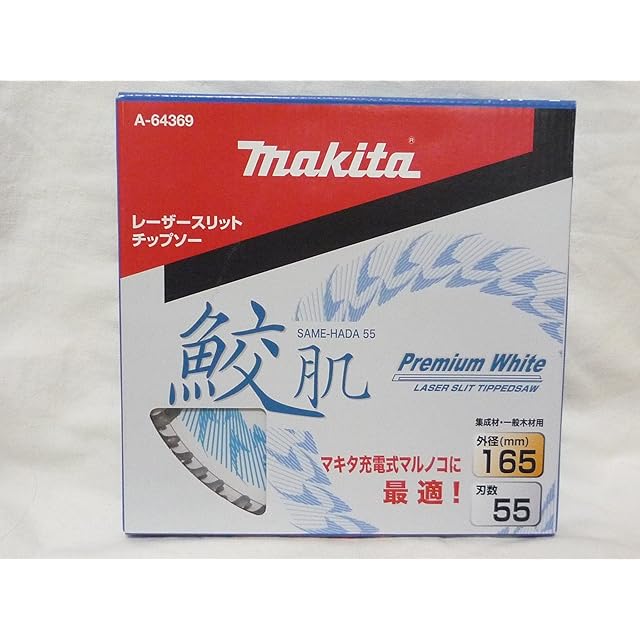 A-64369
makita®
レーザースリット
チップソー
SAME-HADA 55
鮫肌
Premium White
LASER SLIT TIPPEDSAW
集成材・一般木材用
外径(mm)
165
マキタ充電式マルノコに
最適！
刃数
55